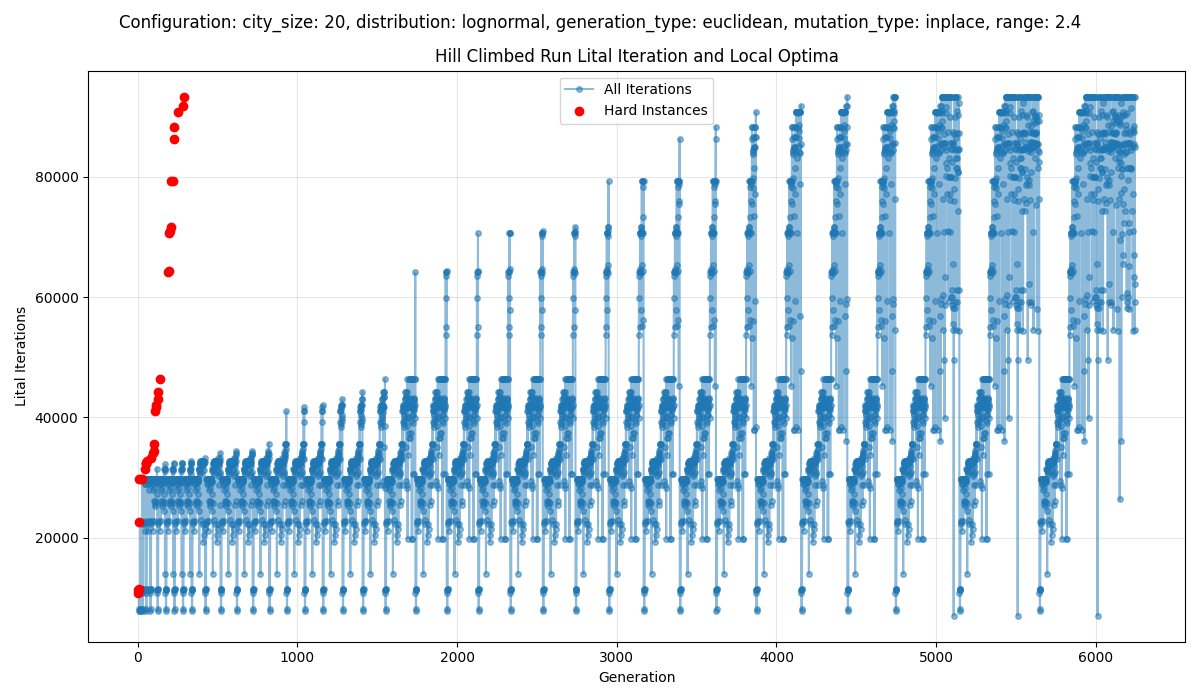 Configuration: city_size: 20, distribution: lognormal, generation_type: euclidean, mutation_type: inplace, range: 2.4
Hill Climbed Run Lital Iteration and Local Optima
All Iterations
Hard Instances
Lital Iterations
80000
60000
40000
20000
0
1000
2000
3000
4000
5000
6000
Generation